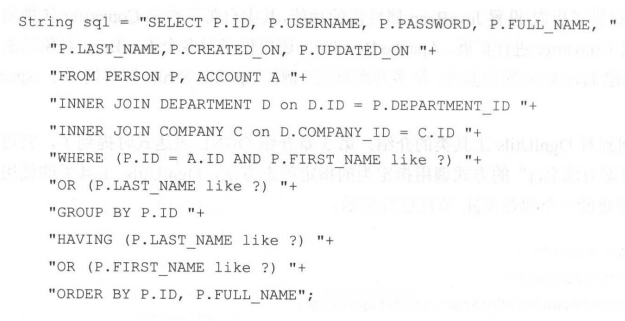 String sql = "SELECT P.ID, P.USERNAME, P.PASSWORD, P.FULL_NAME, "
"P.LAST_NAME,P.CREATED_ON, P.UPDATED_ON "+
"FROM PERSON P, ACCOUNT A "+
"INNER JOIN DEPARTMENT D on D.ID = P.DEPARTMENT_ID "+
"INNER JOIN COMPANY C on D.COMPANY_ID = C.ID "+
"WHERE (P.ID = A.ID AND P.FIRST_NAME like ?) "+
"OR (P.LAST_NAME like ?) "+
"GROUP BY P.ID "+
"HAVING (P.LAST_NAME like ?) "+
"OR (P.FIRST_NAME like ?) "+
"ORDER BY P.ID, P.FULL_NAME";